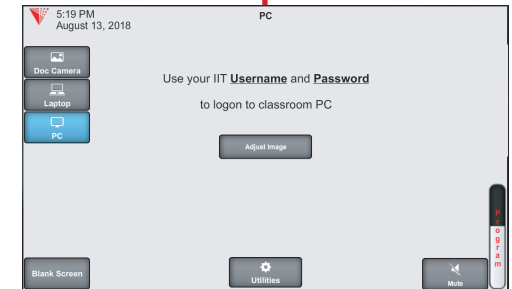 5:19 PM
August 13, 2018
PC
Doc Camera
Laptop
PC
Use your IIT Username and Password
to logon to classroom PC
Adjust Image
Program
Blank Screen
Utilities
Mute